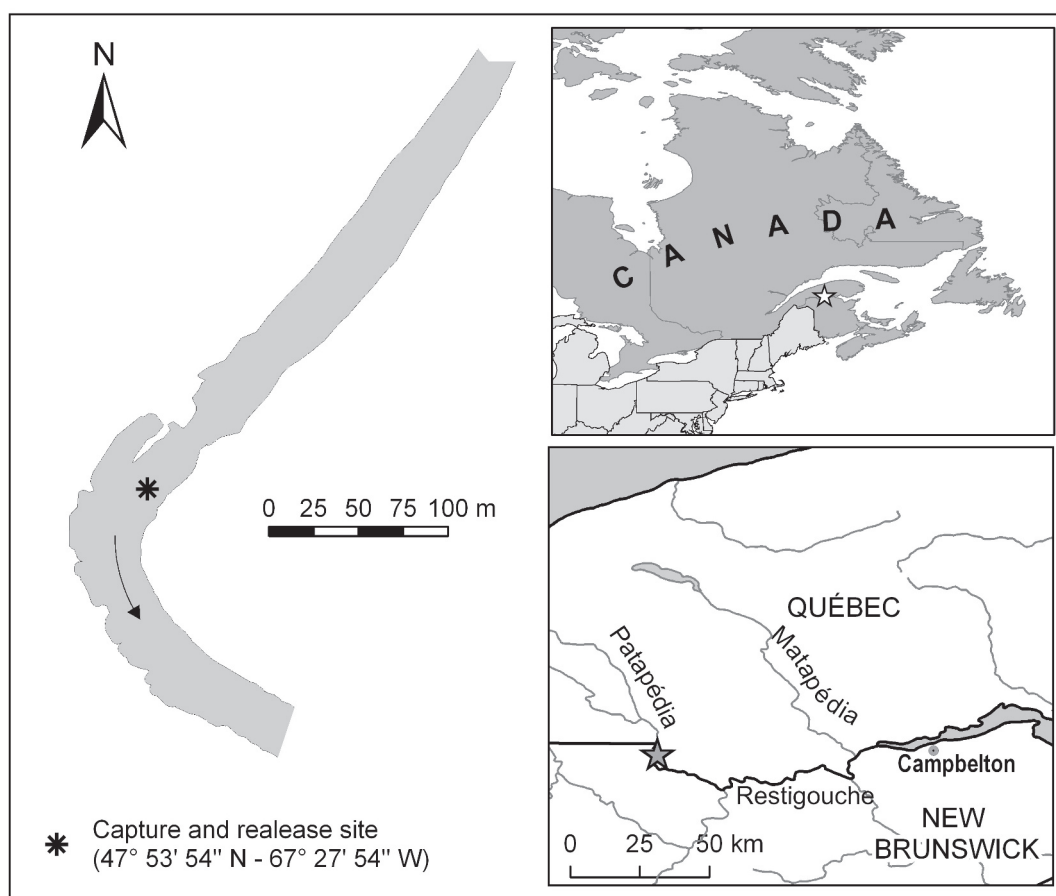 N
0 25 50 75 100 m
Capture and realease site
(47° 53' 54" N - 67° 27' 54" W)
CANADA
QUÉBEC
Patapédia
Matapédia
Campbelton
Restigouche
NEW
BRUNSWICK
0 25 50 km